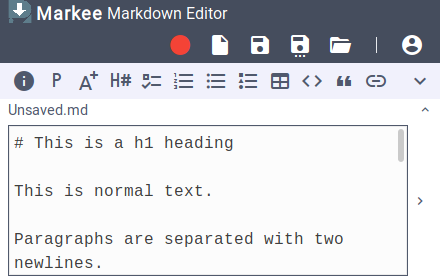 Markee Markdown Editor
P A+ H#
Unsaved.md
# This is a h1 heading
This is normal text.
Paragraphs are separated with two
newlines.